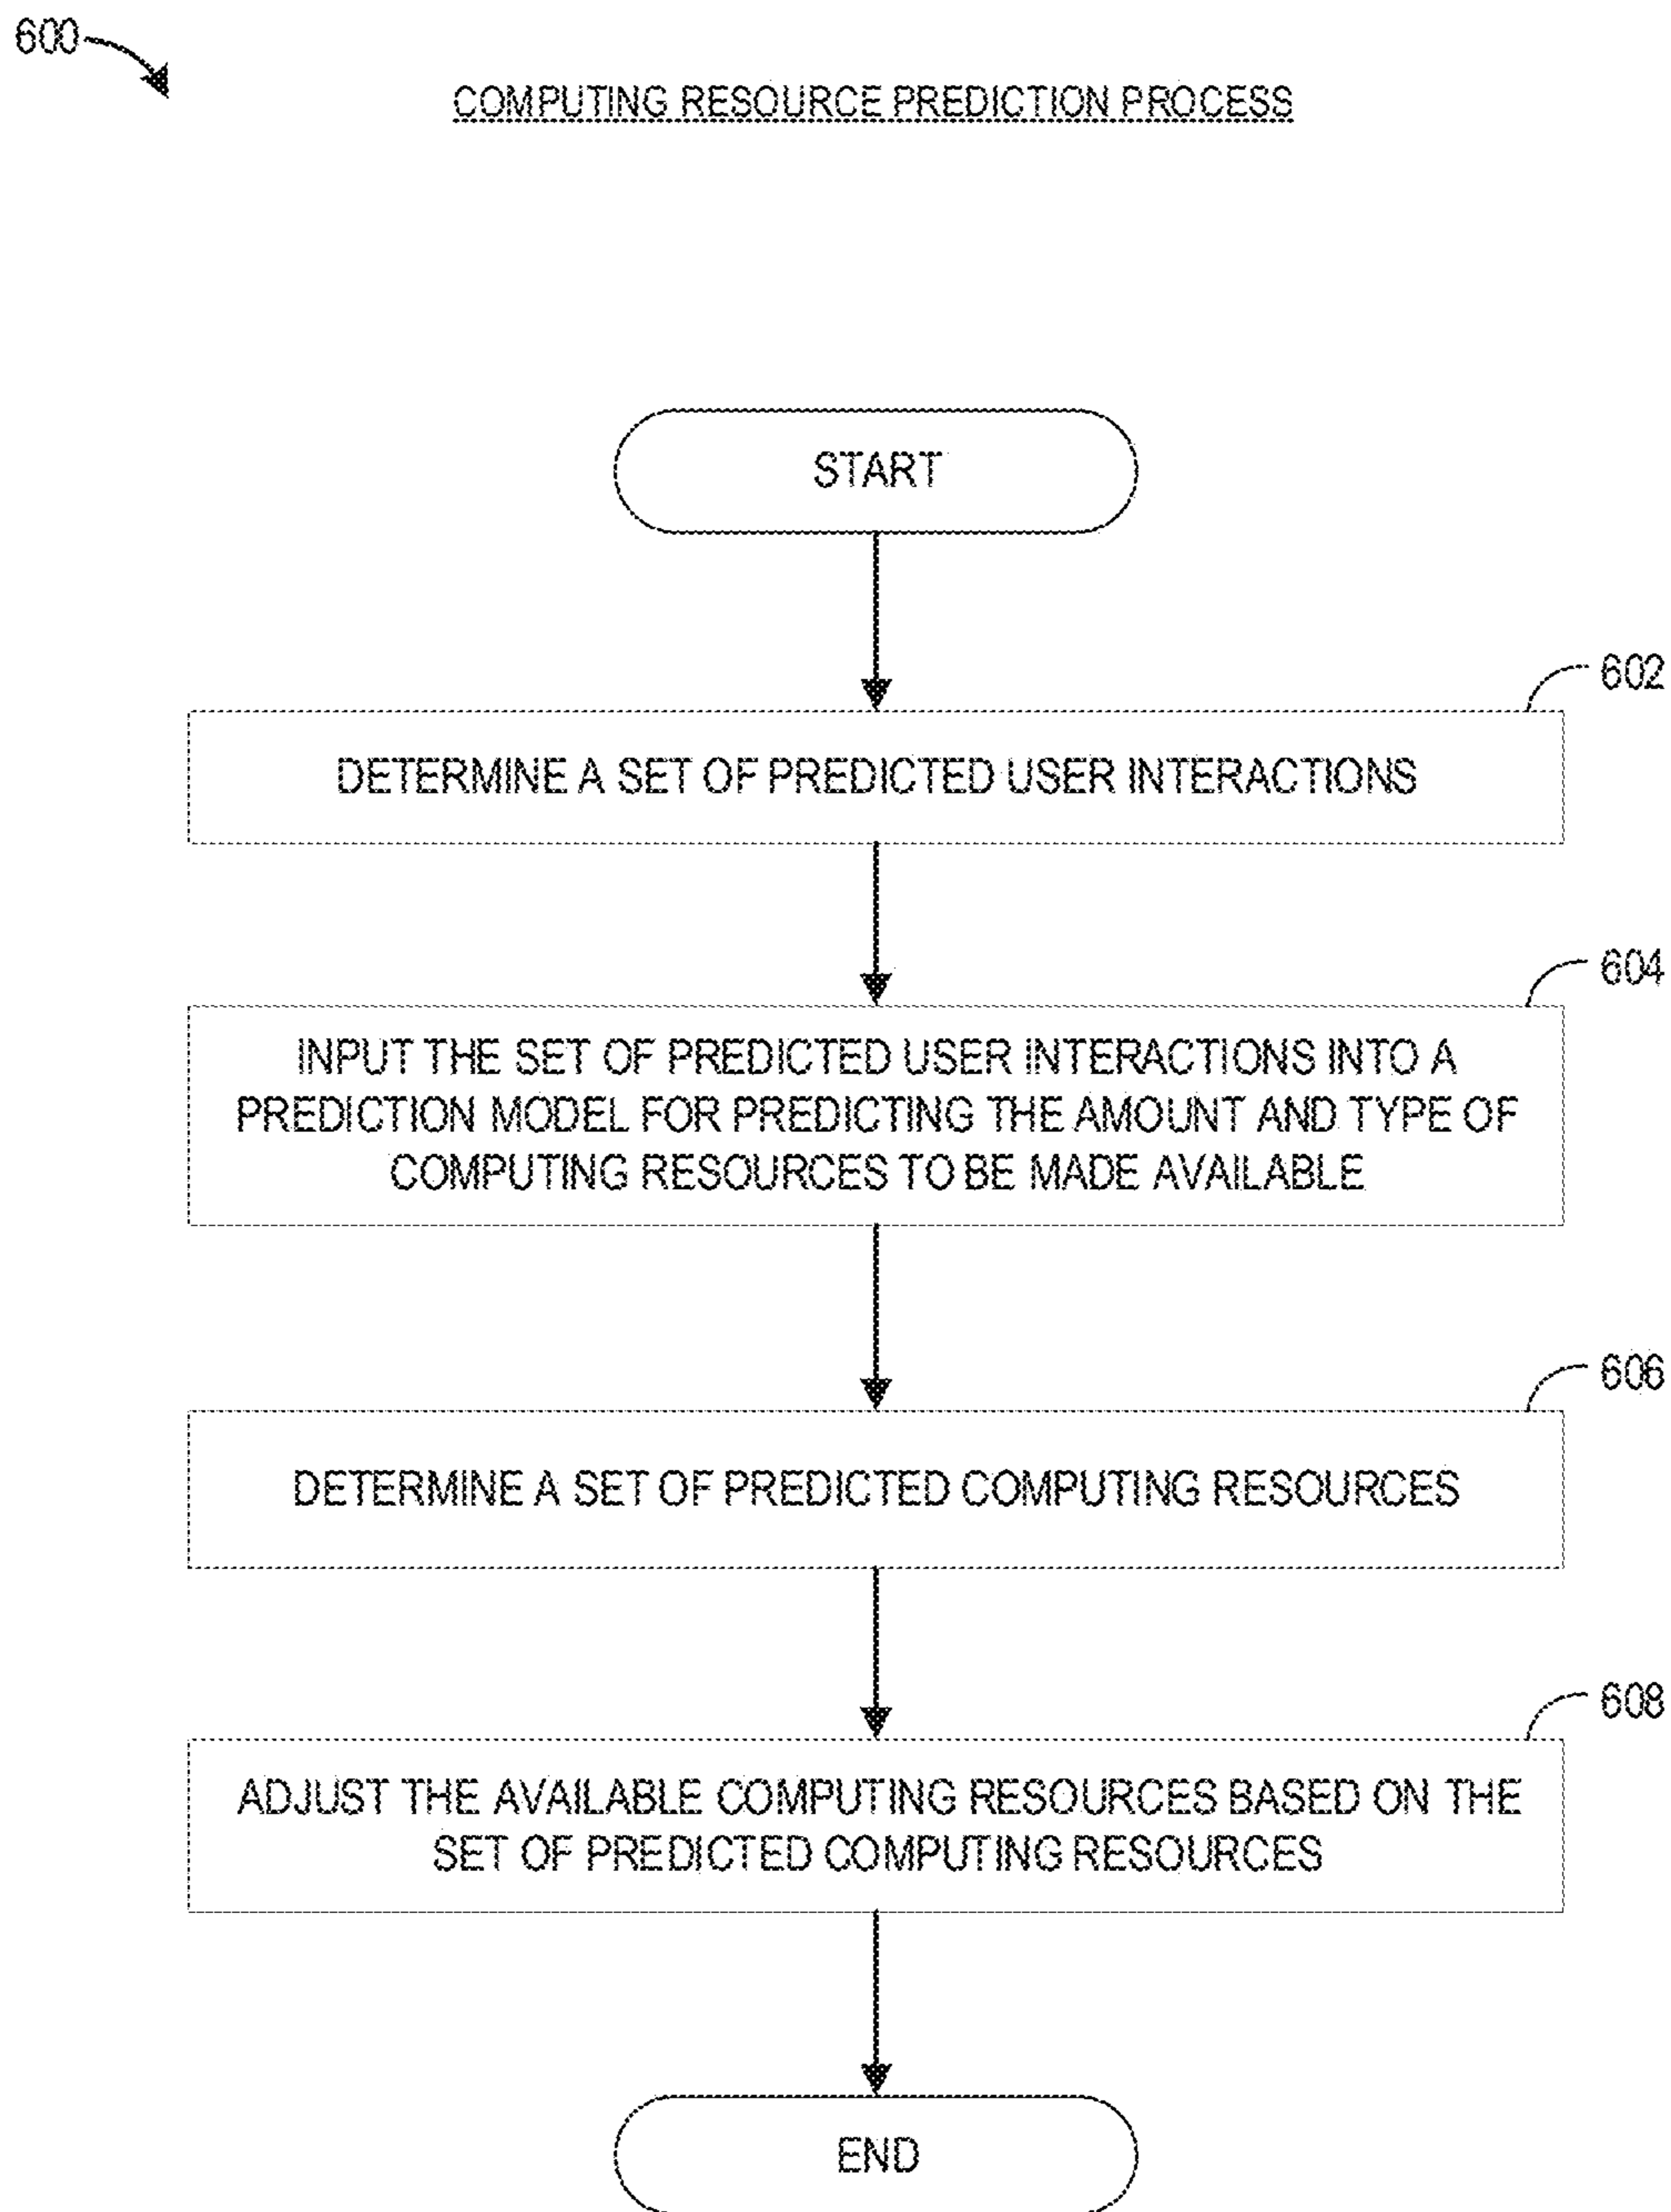 600
COMPUTING RESOURCE PREDICTION PROCESS
START
602
DETERMINE A SET OF PREDICTED USER INTERACTIONS
604
INPUT THE SET OF PREDICTED USER INTERACTIONS INTO A
PREDICTION MODEL FOR PREDICTING THE AMOUNT AND TYPE OF
COMPUTING RESOURCES TO BE MADE AVAILABLE
606
DETERMINE A SET OF PREDICTED COMPUTING RESOURCES
608
ADJUST THE AVAILABLE COMPUTING RESOURCES BASED ON THE
SET OF PREDICTED COMPUTING RESOURCES
END